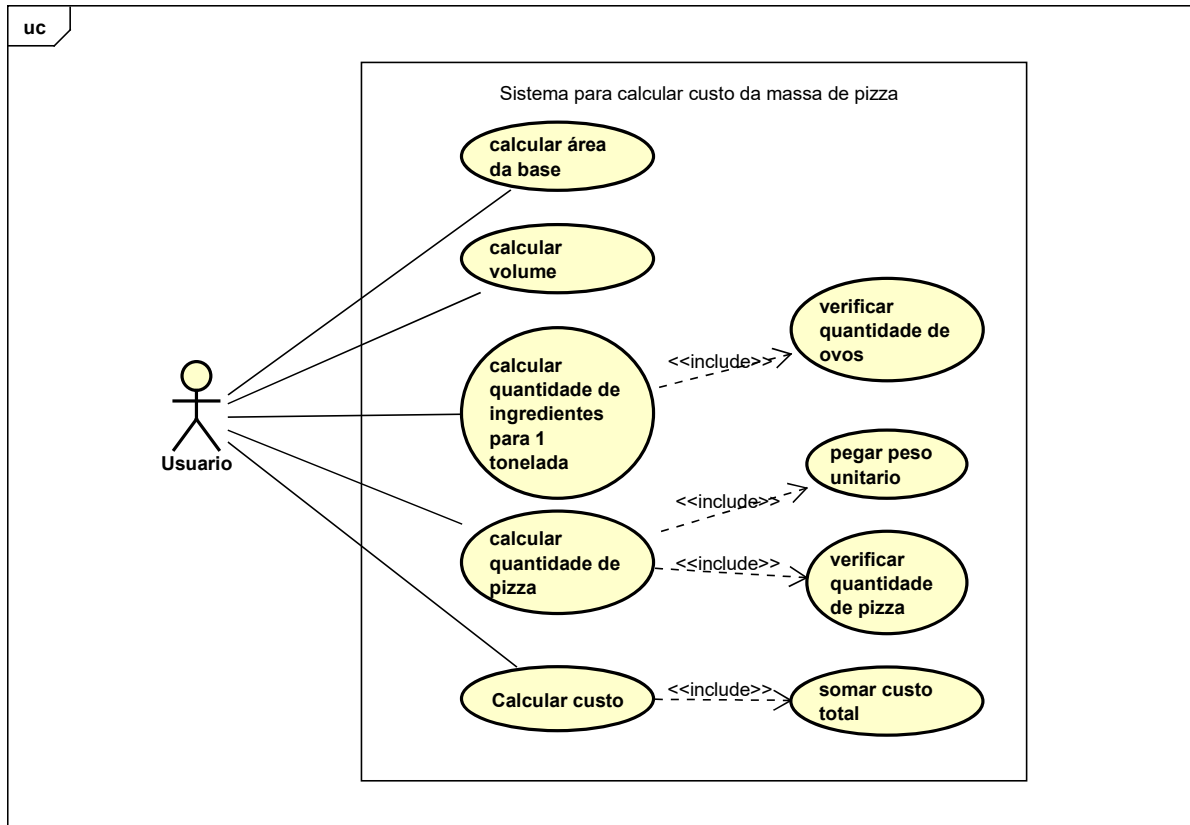 uc
Sistema para calcular custo da massa de pizza
calcular área
da base
calcular
volume
verificar
quantidade de
ovos
<<include>>
calcular
quantidade de
ingredientes
para 1
tonelada
Usuario
pegar peso
unitario
<<include>>
calcular
quantidade de
pizza
<<include>>
verificar
quantidade
de pizza
Calcular custo
<<include>>
somar custo
total